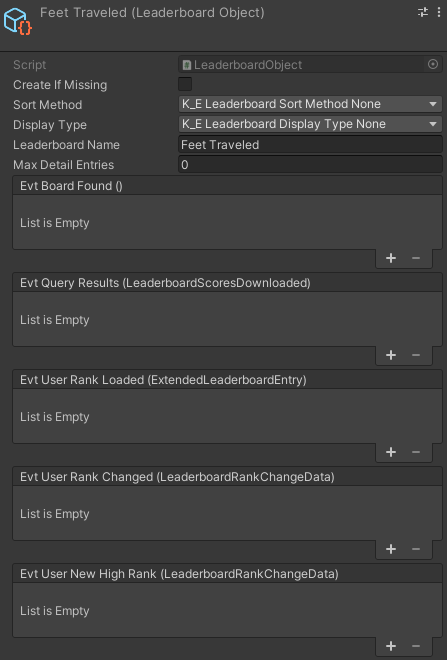 Feet Traveled (Leaderboard Object)
Script LeaderboardObject
Create If Missing
Sort Method K_E Leaderboard Sort Method None
Display Type K_E Leaderboard Display Type None
Leaderboard Name Feet Traveled
Max Detail Entries 0
Evt Board Found ()
List is Empty
+ −
Evt Query Results (LeaderboardScoresDownloaded)
List is Empty
+ −
Evt User Rank Loaded (ExtendedLeaderboardEntry)
List is Empty
+ −
Evt User Rank Changed (LeaderboardRankChangeData)
List is Empty
+ −
Evt User New High Rank (LeaderboardRankChangeData)
List is Empty
+ −